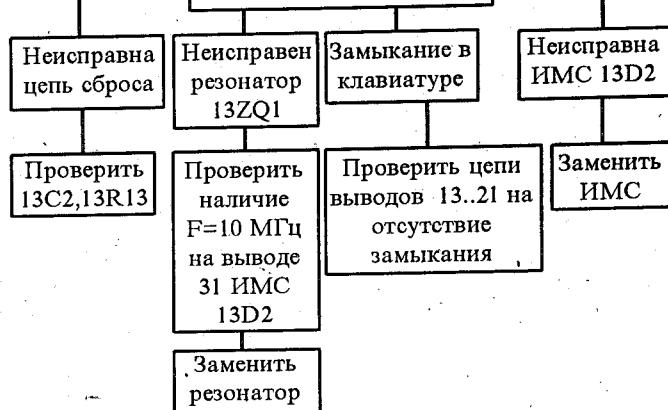 Неисправна
цепь сброса
Неисправен
резонатор
13ZQ1
Замыкание в
клавиатуре
Неисправна
ИМС 13D2
Проверить
13C2,13R13
Проверить
наличие
F=10 МГц
на выводе
31 ИМС
13D2
Проверить цепи
выводов 13..21 на
отсутствие
замыкания
Заменить
ИМС
Заменить
резонатор